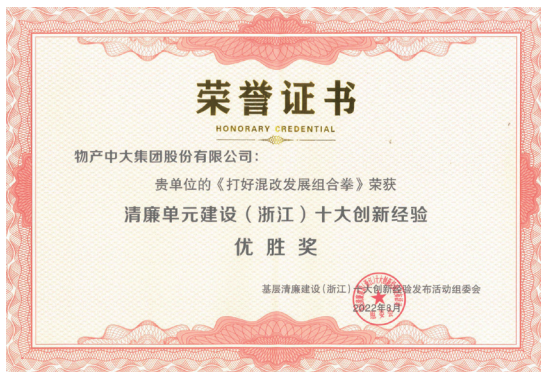 荣誉证书
HONORARY CREDENTIAL
物产中大集团股份有限公司：
贵单位的《打好混改发展组合拳》荣获
清廉单元建设（浙江）十大创新经验
优胜奖
基层清廉建设（浙江）十大创新经验发布活动组委会
2022年8月